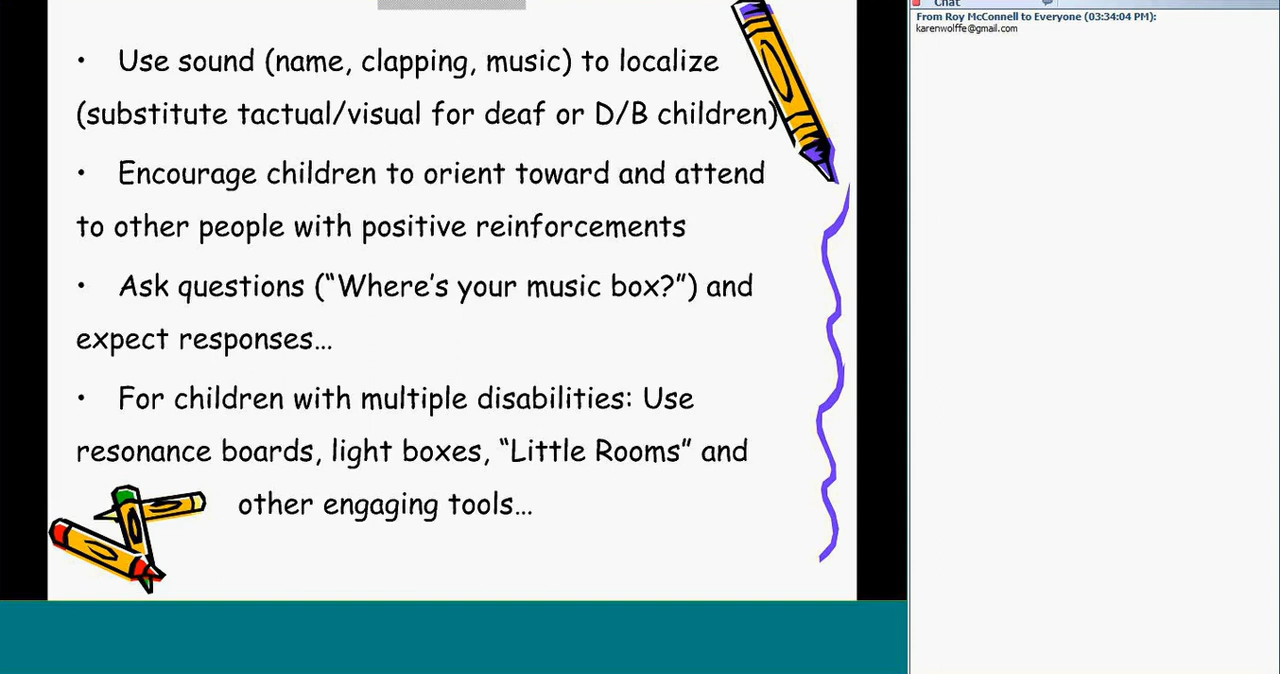 • Use sound (name, clapping, music) to localize
(substitute tactual/visual for deaf or D/B children)
• Encourage children to orient toward and attend
to other people with positive reinforcements
• Ask questions (“Where’s your music box?”) and
expect responses…
• For children with multiple disabilities: Use
resonance boards, light boxes, “Little Rooms” and
other engaging tools…
Chat
From Roy McConnell to Everyone (03:34:04 PM):
karenwolffe@gmail.com